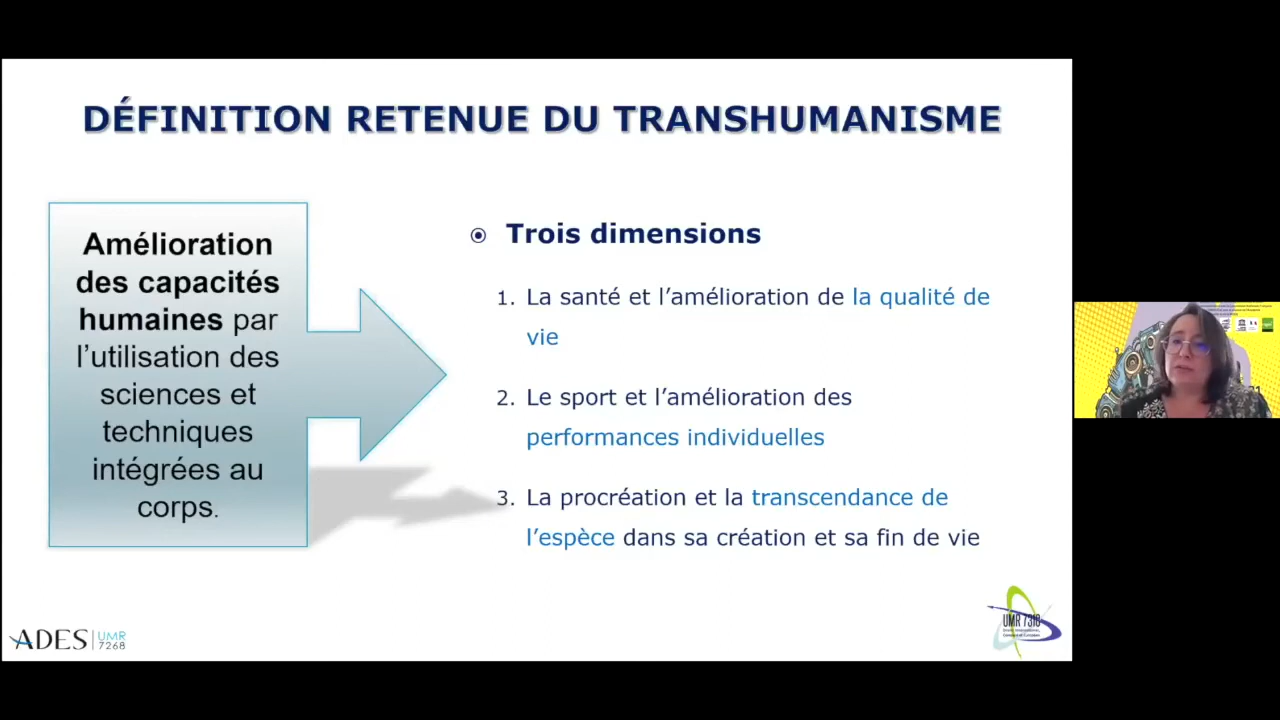 DÉFINITION RETENUE DU TRANSHUMANISME
Amélioration
des capacités
humaines par
l'utilisation des
sciences et
techniques
intégrées au
corps.
Trois dimensions
1. La santé et l'amélioration de la qualité de
vie
2. Le sport et l'amélioration des
performances individuelles
3. La procréation et la transcendance de
l'espèce dans sa création et sa fin de vie
ADES UMR
7268
UMR 7318